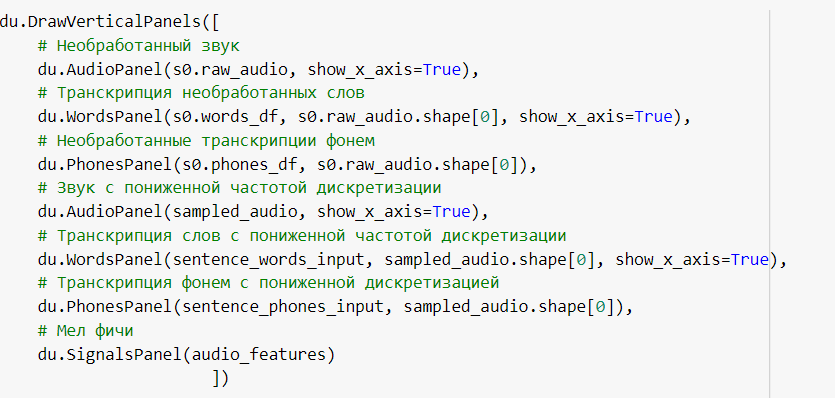 du.DrawVerticalPanels([
    # Необработанный звук
    du.AudioPanel(s0.raw_audio, show_x_axis=True),
    # Транскрипция необработанных слов
    du.WordsPanel(s0.words_df, s0.raw_audio.shape[0], show_x_axis=True),
    # Необработанные транскрипции фонем
    du.PhonesPanel(s0.phones_df, s0.raw_audio.shape[0]),
    # Звук с пониженной частотой дискретизации
    du.AudioPanel(sampled_audio, show_x_axis=True),
    # Транскрипция слов с пониженной частотой дискретизации
    du.WordsPanel(sentence_words_input, sampled_audio.shape[0], show_x_axis=True),
    # Транскрипция фонем с пониженной дискретизацией
    du.PhonesPanel(sentence_phones_input, sampled_audio.shape[0]),
    # Мел фичи
    du.SignalsPanel(audio_features)
                      ])